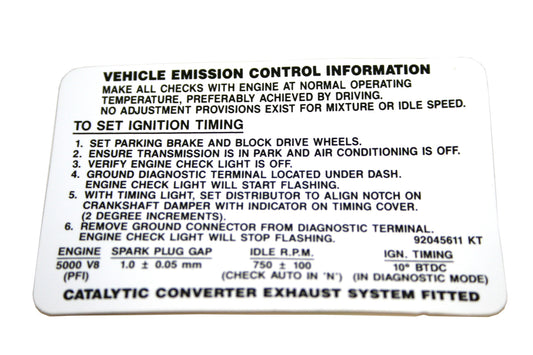 VEHICLE EMISSION CONTROL INFORMATION
MAKE ALL CHECKS WITH ENGINE AT NORMAL OPERATING
TEMPERATURE, PREFERABLY ACHIEVED BY DRIVING.
NO ADJUSTMENT PROVISIONS EXIST FOR MIXTURE OR IDLE SPEED.
TO SET IGNITION TIMING
1. SET PARKING BRAKE AND BLOCK DRIVE WHEELS.
2. ENSURE TRANSMISSION IS IN PARK AND AIR CONDITIONING IS OFF.
3. VERIFY ENGINE CHECK LIGHT IS OFF.
4. GROUND DIAGNOSTIC TERMINAL LOCATED UNDER DASH.
ENGINE CHECK LIGHT WILL START FLASHING.
5. WITH TIMING LIGHT, SET DISTRIBUTOR TO ALIGN NOTCH ON
CRANKSHAFT DAMPER WITH INDICATOR ON TIMING COVER.
(2 DEGREE INCREMENTS).
6. REMOVE GROUND CONNECTOR FROM DIAGNOSTIC TERMINAL.
ENGINE CHECK LIGHT WILL STOP FLASHING. 92045611 KT
ENGINE SPARK PLUG GAP IDLE R.P.M. IGN. TIMING
5000 V8 1.0 ± 0.05 mm 750 ± 100 10° BTDC
(PFI) (CHECK AUTO IN 'N') (IN DIAGNOSTIC MODE)
CATALYTIC CONVERTER EXHAUST SYSTEM FITTED